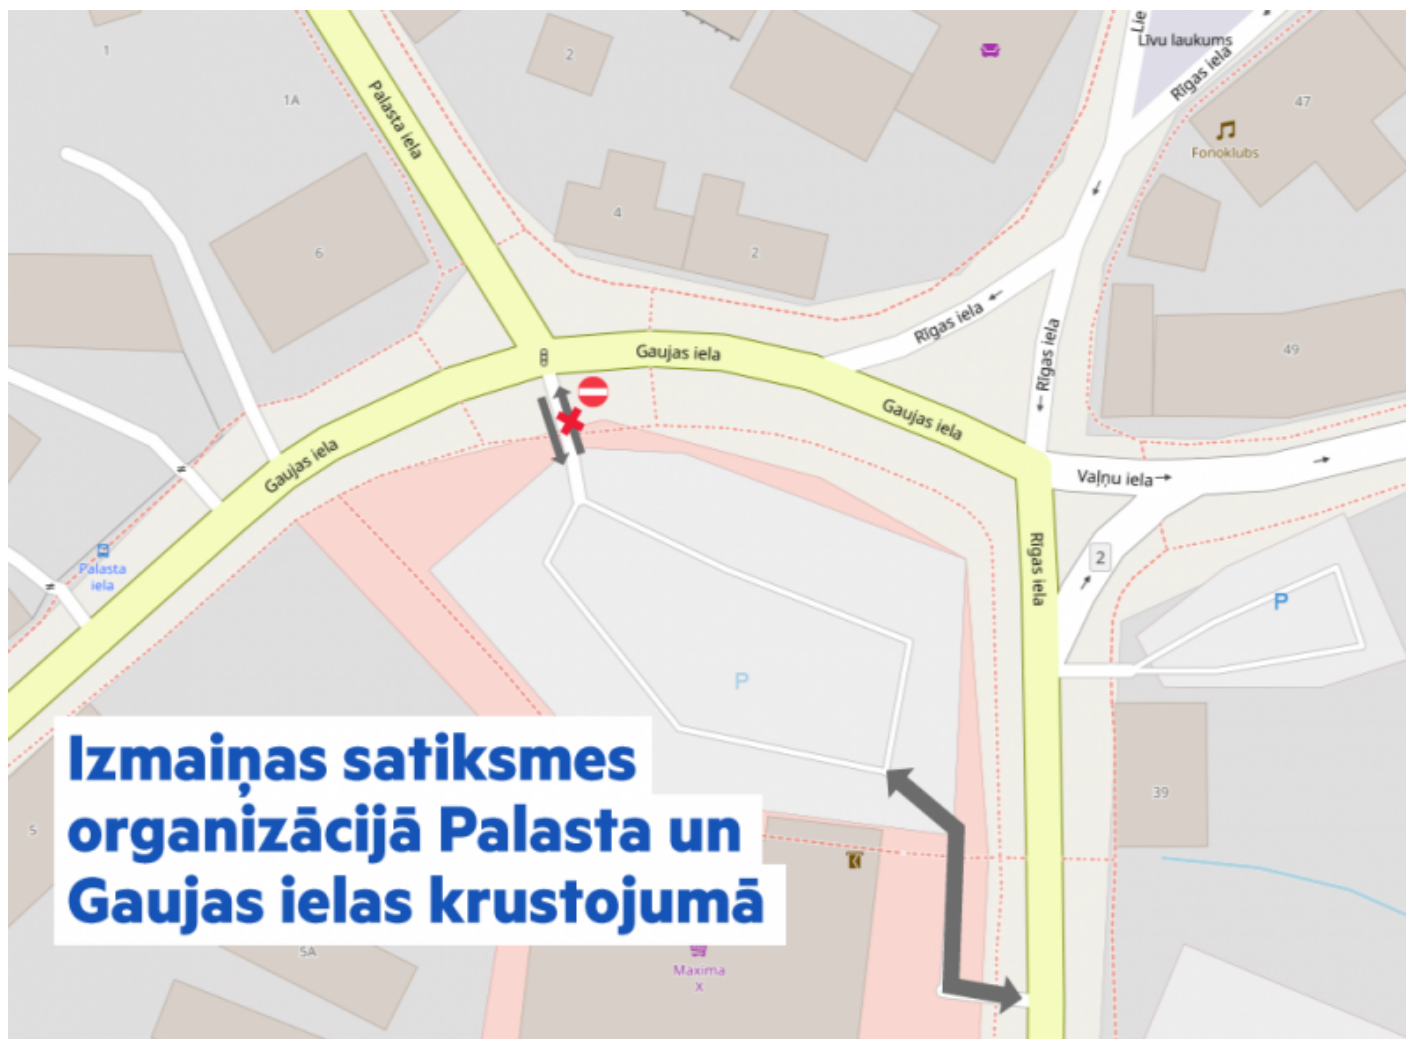 1
2
Lie
Līvu laukums
1A
Palasta iela
Rīgas iela
47
Fonoklubs
4
6
2
Rīgas iela
Rīgas iela
49
Gaujas iela
Gaujas iela
Gaujas iela
Vaļņu iela
Rīgas iela
2
Palasta
iela
P
P
Izmaiņas satiksmes
organizācijā Palasta un
Gaujas ielas krustojumā
39
5
5A
Maxima
X